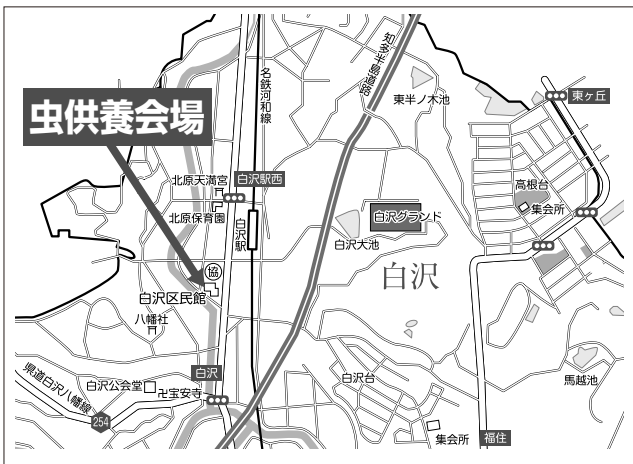 虫供養会場
名鉄河和線
知多半島道路
東半ノ木池
東ヶ丘
高根台
集会所
北原天満宮
白沢駅西
北原保育園
白沢駅
白沢グランド
白沢大池
白沢
協
白沢区民館
八幡社
県道白沢八幡線
254
白沢公会堂
卍宝安寺
白沢
白沢台
馬越池
集会所
福住